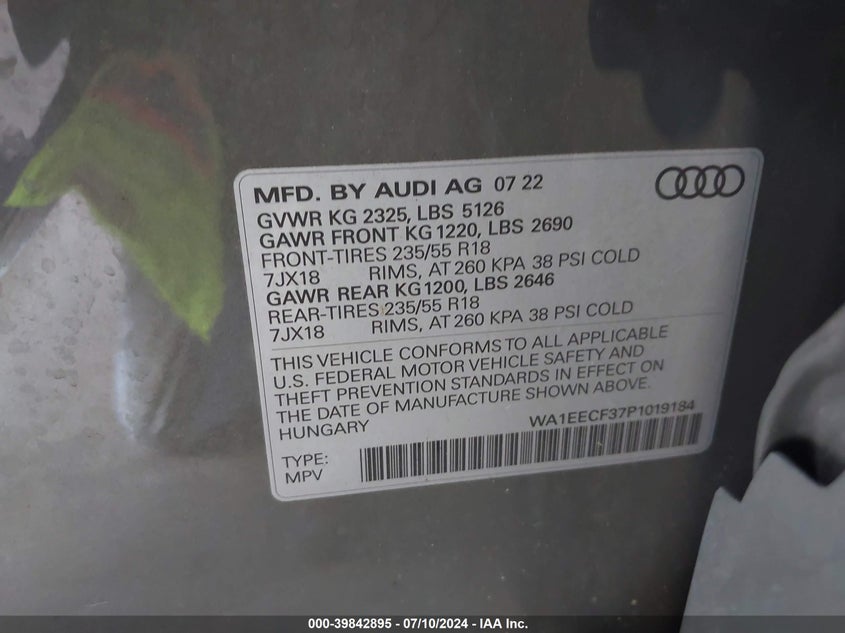 MFD. BY AUDI AG 07 22
GVWR KG 2325, LBS 5126
GAWR FRONT KG 1220, LBS 2690
FRONT-TIRES 235/55 R18
7JX18 RIMS, AT 260 KPA 38 PSI COLD
GAWR REAR KG 1200, LBS 2646
REAR-TIRES 235/55 R18
7JX18 RIMS, AT 260 KPA 38 PSI COLD
THIS VEHICLE CONFORMS TO ALL APPLICABLE
U.S. FEDERAL MOTOR VEHICLE SAFETY AND
THEFT PREVENTION STANDARDS IN EFFECT ON
THE DATE OF MANUFACTURE SHOWN ABOVE.
HUNGARY WA1EECF37P1019184
TYPE:
MPV
000-39842895 - 07/10/2024 - IAA Inc.